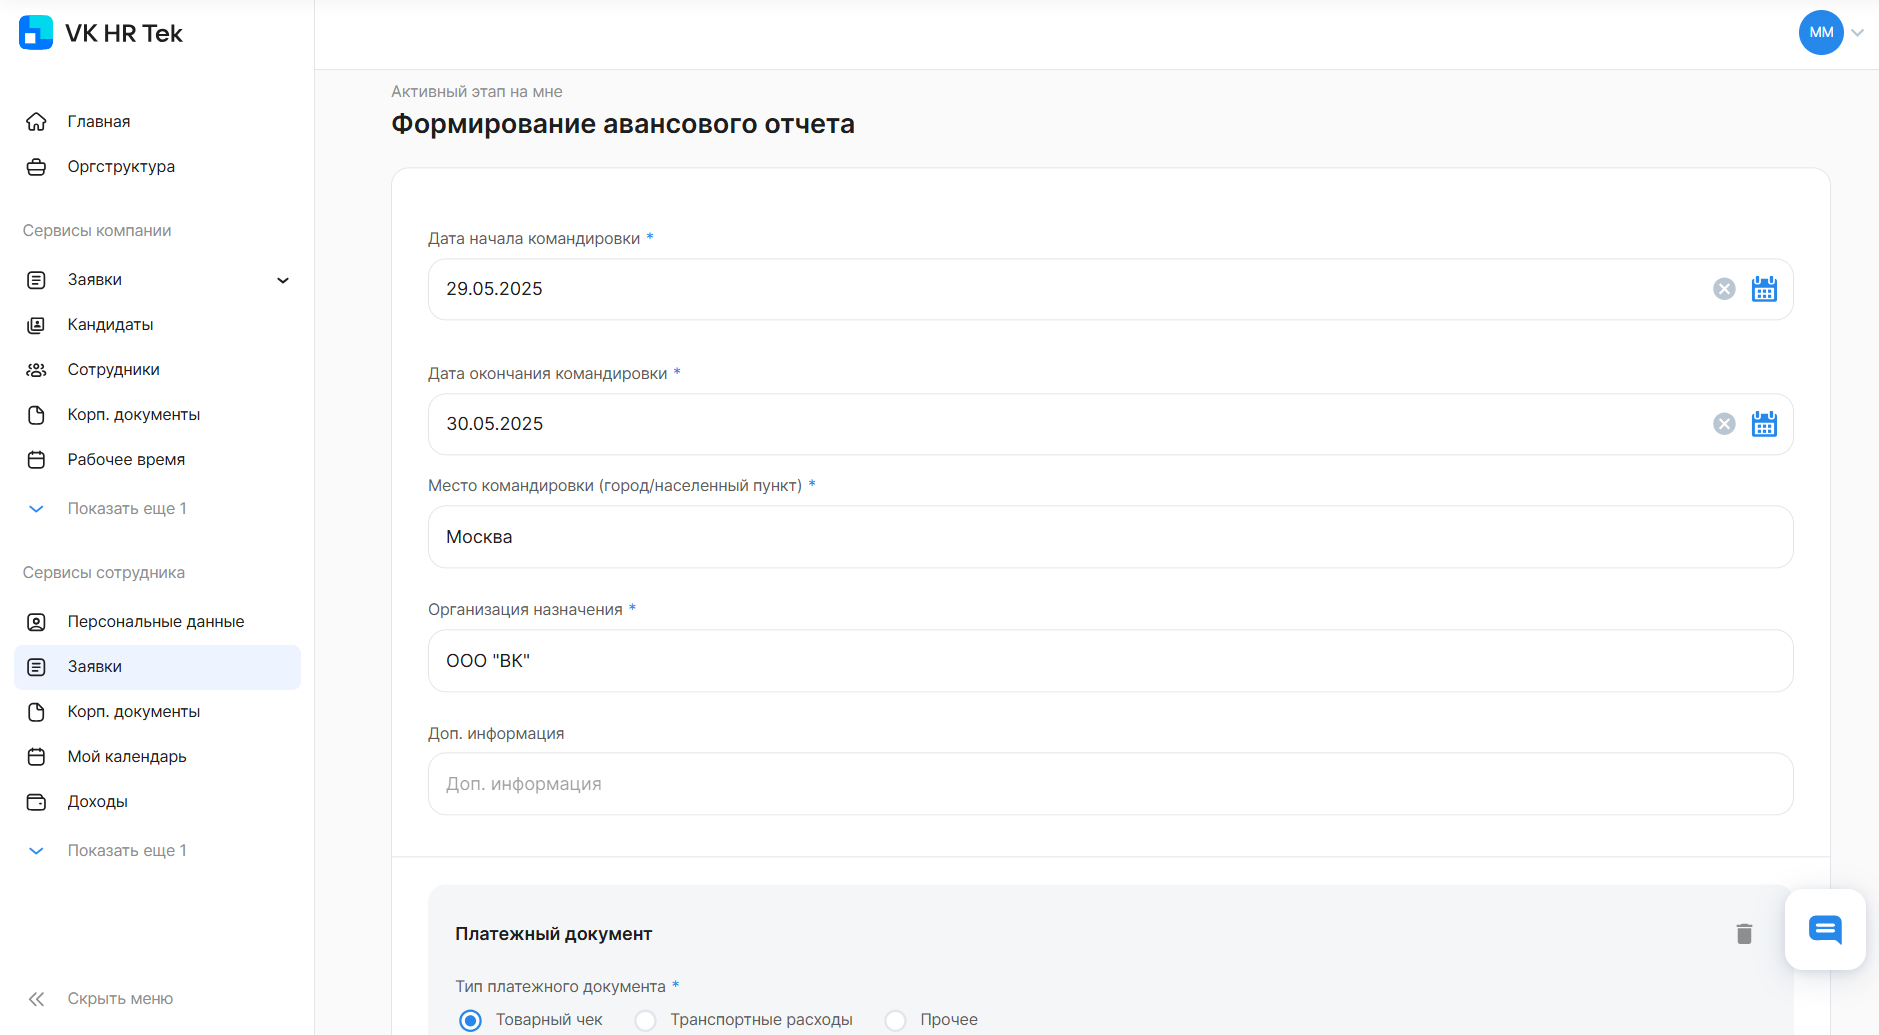 VK HR Tek
MM
Главная
Оргструктура
Сервисы компании
Заявки
Кандидаты
Сотрудники
Корп. документы
Рабочее время
Показать еще 1
Сервисы сотрудника
Персональные данные
Заявки
Корп. документы
Мой календарь
Доходы
Показать еще 1
Скрыть меню
Активный этап на мне
Формирование авансового отчета
Дата начала командировки *
29.05.2025
Дата окончания командировки *
30.05.2025
Место командировки (город/населенный пункт) *
Москва
Организация назначения *
ООО "ВК"
Доп. информация
Доп. информация
Платежный документ
Тип платежного документа *
Товарный чек Транспортные расходы Прочее